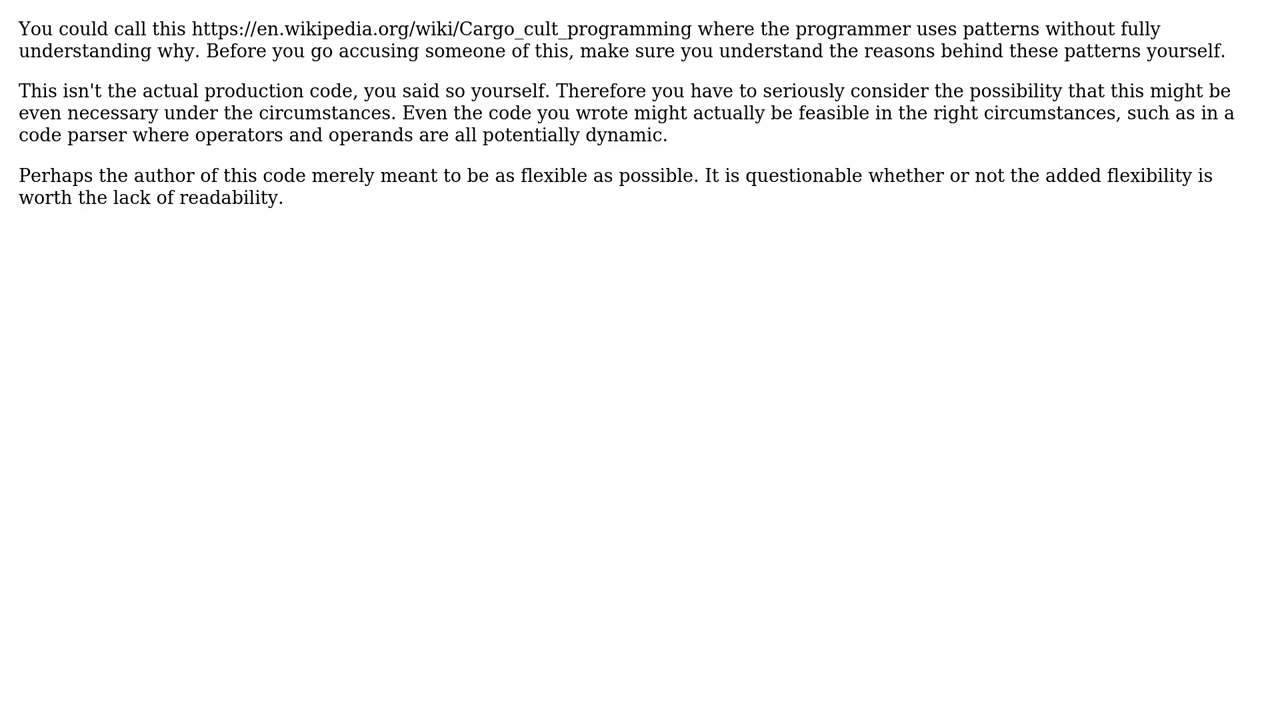 You could call this https://en.wikipedia.org/wiki/Cargo_cult_programming where the programmer uses patterns without fully
understanding why. Before you go accusing someone of this, make sure you understand the reasons behind these patterns yourself.
This isn't the actual production code, you said so yourself. Therefore you have to seriously consider the possibility that this might be
even necessary under the circumstances. Even the code you wrote might actually be feasible in the right circumstances, such as in a
code parser where operators and operands are all potentially dynamic.
Perhaps the author of this code merely meant to be as flexible as possible. It is questionable whether or not the added flexibility is
worth the lack of readability.